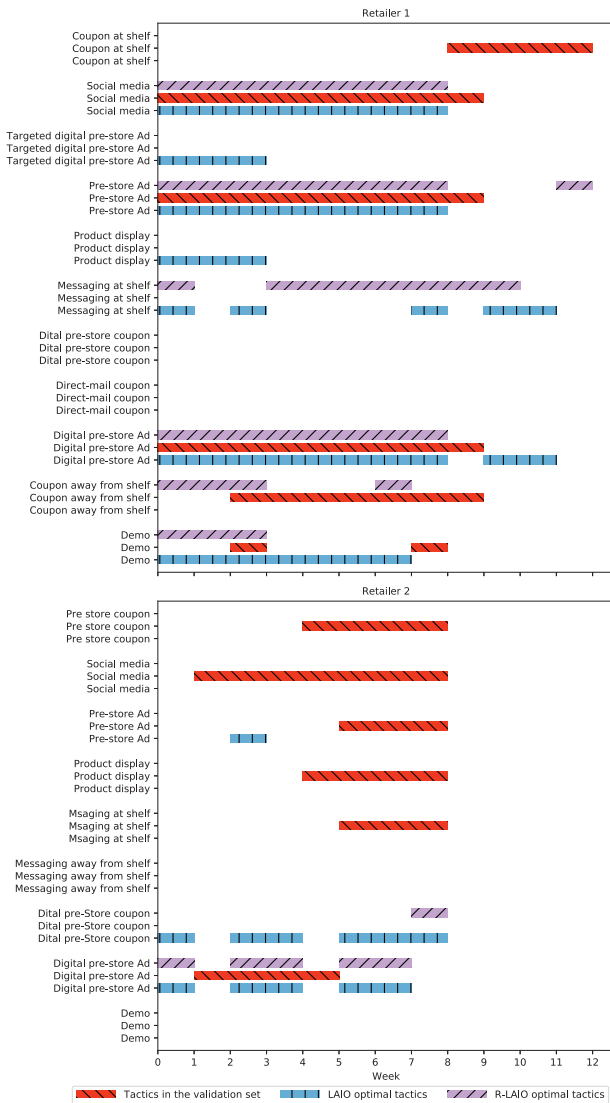 Retailer 1
Coupon at shelf
Coupon at shelf
Coupon at shelf
Social media
Social media
Social media
Targeted digital pre-store Ad
Targeted digital pre-store Ad
Targeted digital pre-store Ad
Pre-store Ad
Pre-store Ad
Pre-store Ad
Product display
Product display
Product display
Messaging at shelf
Messaging at shelf
Messaging at shelf
Dital pre-store coupon
Dital pre-store coupon
Dital pre-store coupon
Direct-mail coupon
Direct-mail coupon
Direct-mail coupon
Digital pre-store Ad
Digital pre-store Ad
Digital pre-store Ad
Coupon away from shelf
Coupon away from shelf
Coupon away from shelf
Demo
Demo
Demo
Retailer 2
Pre store coupon
Pre store coupon
Pre store coupon
Social media
Social media
Social media
Pre-store Ad
Pre-store Ad
Pre-store Ad
Product display
Product display
Product display
Msaging at shelf
Msaging at shelf
Msaging at shelf
Messaging away from shelf
Messaging away from shelf
Messaging away from shelf
Dital pre-Store coupon
Dital pre-Store coupon
Dital pre-Store coupon
Digital pre-store Ad
Digital pre-store Ad
Digital pre-store Ad
Demo
Demo
Demo
0 1 2 3 4 5 6 7 8 9 10 11 12
Week
Tactics in the validation set LAIO optimal tactics R-LAIO optimal tactics